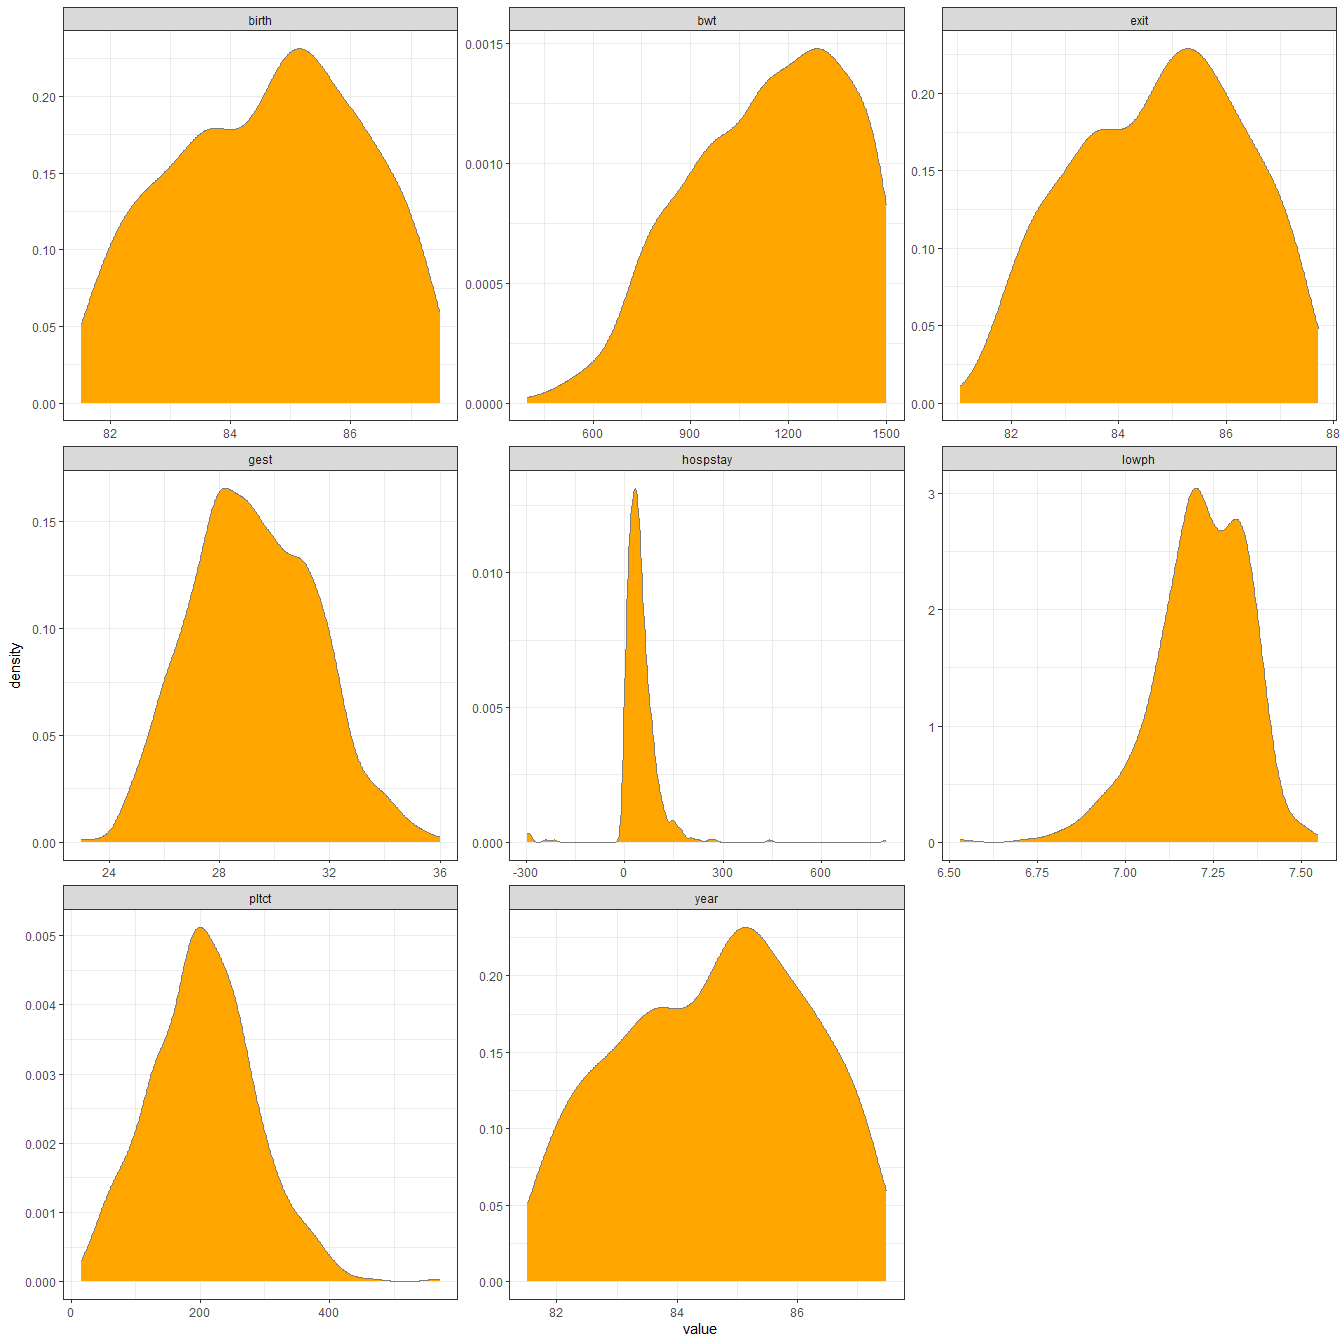 birth
bwt
exit
0.20
0.15
0.10
0.05
0.00
82 84 86
0.0015
0.0010
0.0005
0.0000
600 900 1200 1500
0.20
0.15
0.10
0.05
0.00
82 84 86 88
gest
hospstay
lowph
0.15
0.10
0.05
0.00
24 28 32 36
0.010
0.005
0.000
-300 0 300 600
3
2
1
0
6.50 6.75 7.00 7.25 7.50
density
pltct
year
0.005
0.004
0.003
0.002
0.001
0.000
0 200 400
0.20
0.15
0.10
0.05
0.00
82 84 86
value